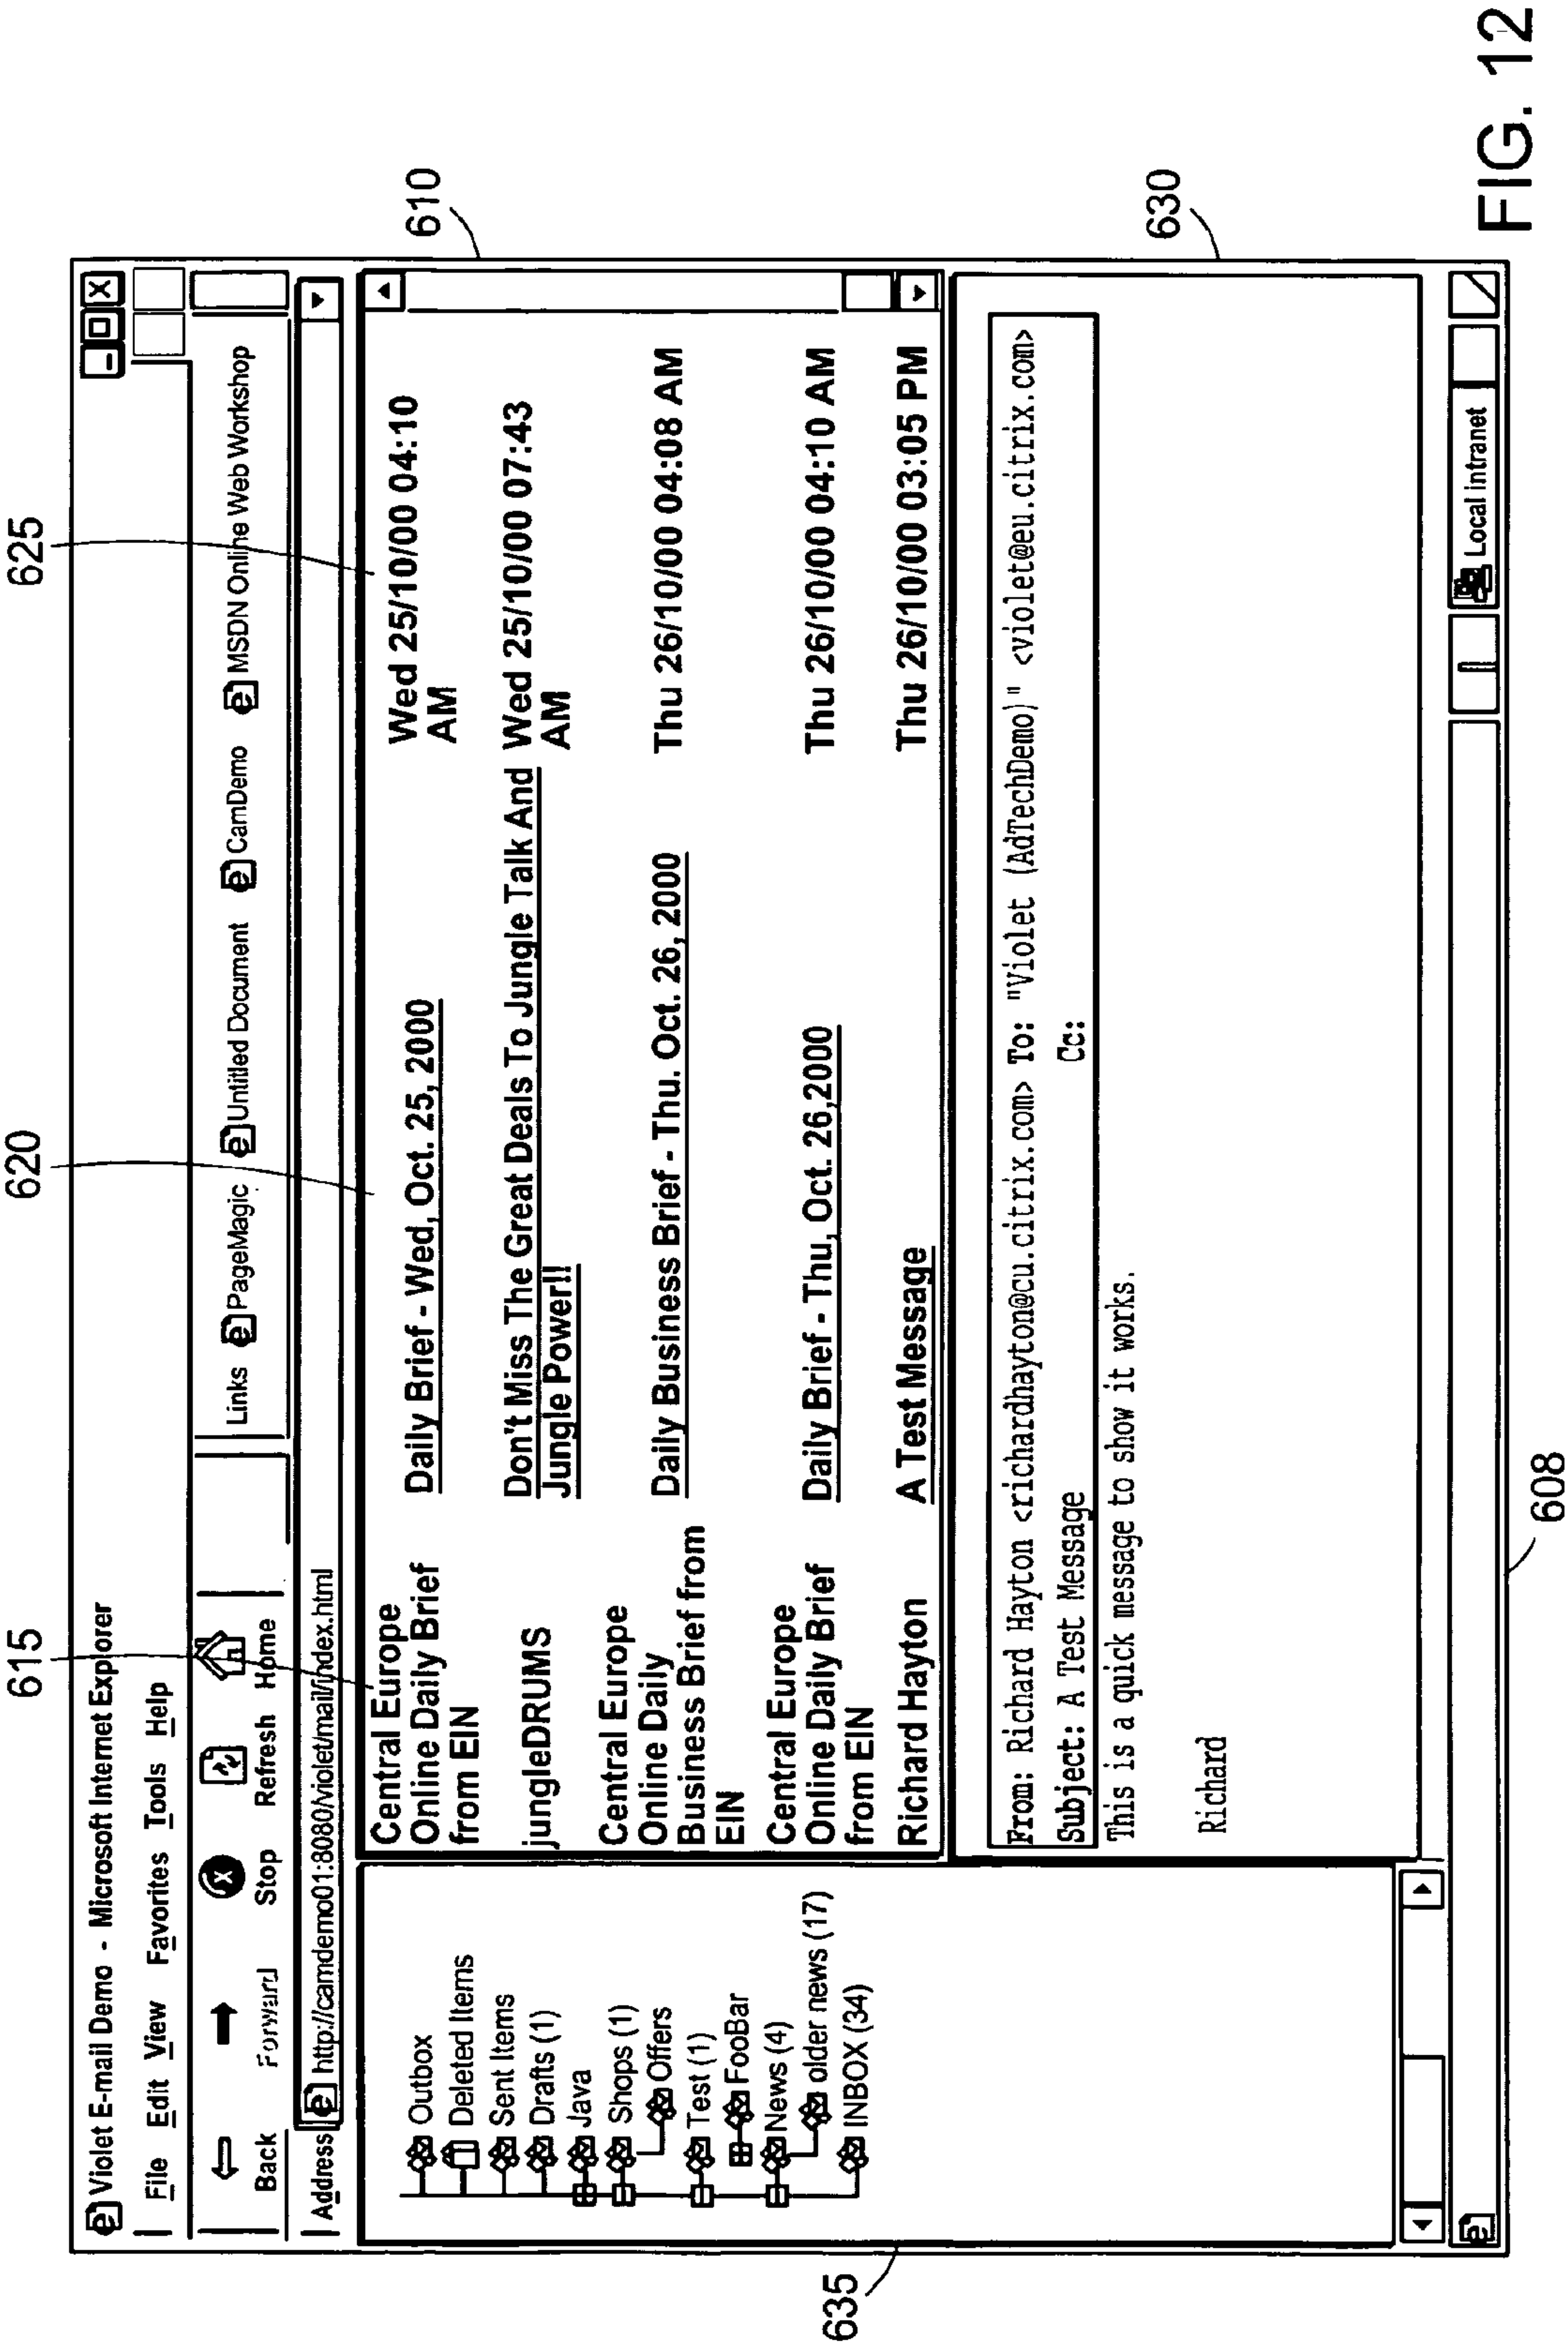 615
620
625
Violet E-mail Demo - Microsoft Internet Explorer
File Edit View Favorites Tools Help
Back Forward Stop Refresh Home
Links PageMagic Untitled Document CamDemo MSDN Online Web Workshop
Address http://camdemo01:8080/violet/mail/index.html
610
Outbox
Deleted Items
Sent Items
Drafts (1)
Java
Shops (1)
Offers
Test (1)
FooBar
News (4)
older news (17)
INBOX (34)
635
Central Europe
Online Daily Brief Daily Brief - Wed, Oct. 25, 2000 Wed 25/10/00 04:10
from EIN AM
jungleDRUMS Don't Miss The Great Deals To Jungle Talk And Wed 25/10/00 07:43
Jungle Power!! AM
Central Europe
Online Daily
Business Brief from Daily Business Brief - Thu. Oct. 26, 2000 Thu 26/10/00 04:08 AM
EIN
Central Europe
Online Daily Brief Daily Brief - Thu, Oct. 26,2000 Thu 26/10/00 04:10 AM
from EIN
Richard Hayton A Test Message Thu 26/10/00 03:05 PM
From: Richard Hayton <richardhayton@cu.citrix.com> To: "Violet (AdTechDemo)" <violet@eu.citrix.com>
Subject: A Test Message Cc:
This is a quick message to show it works.
Richard
630
Local intranet
608
FIG. 12